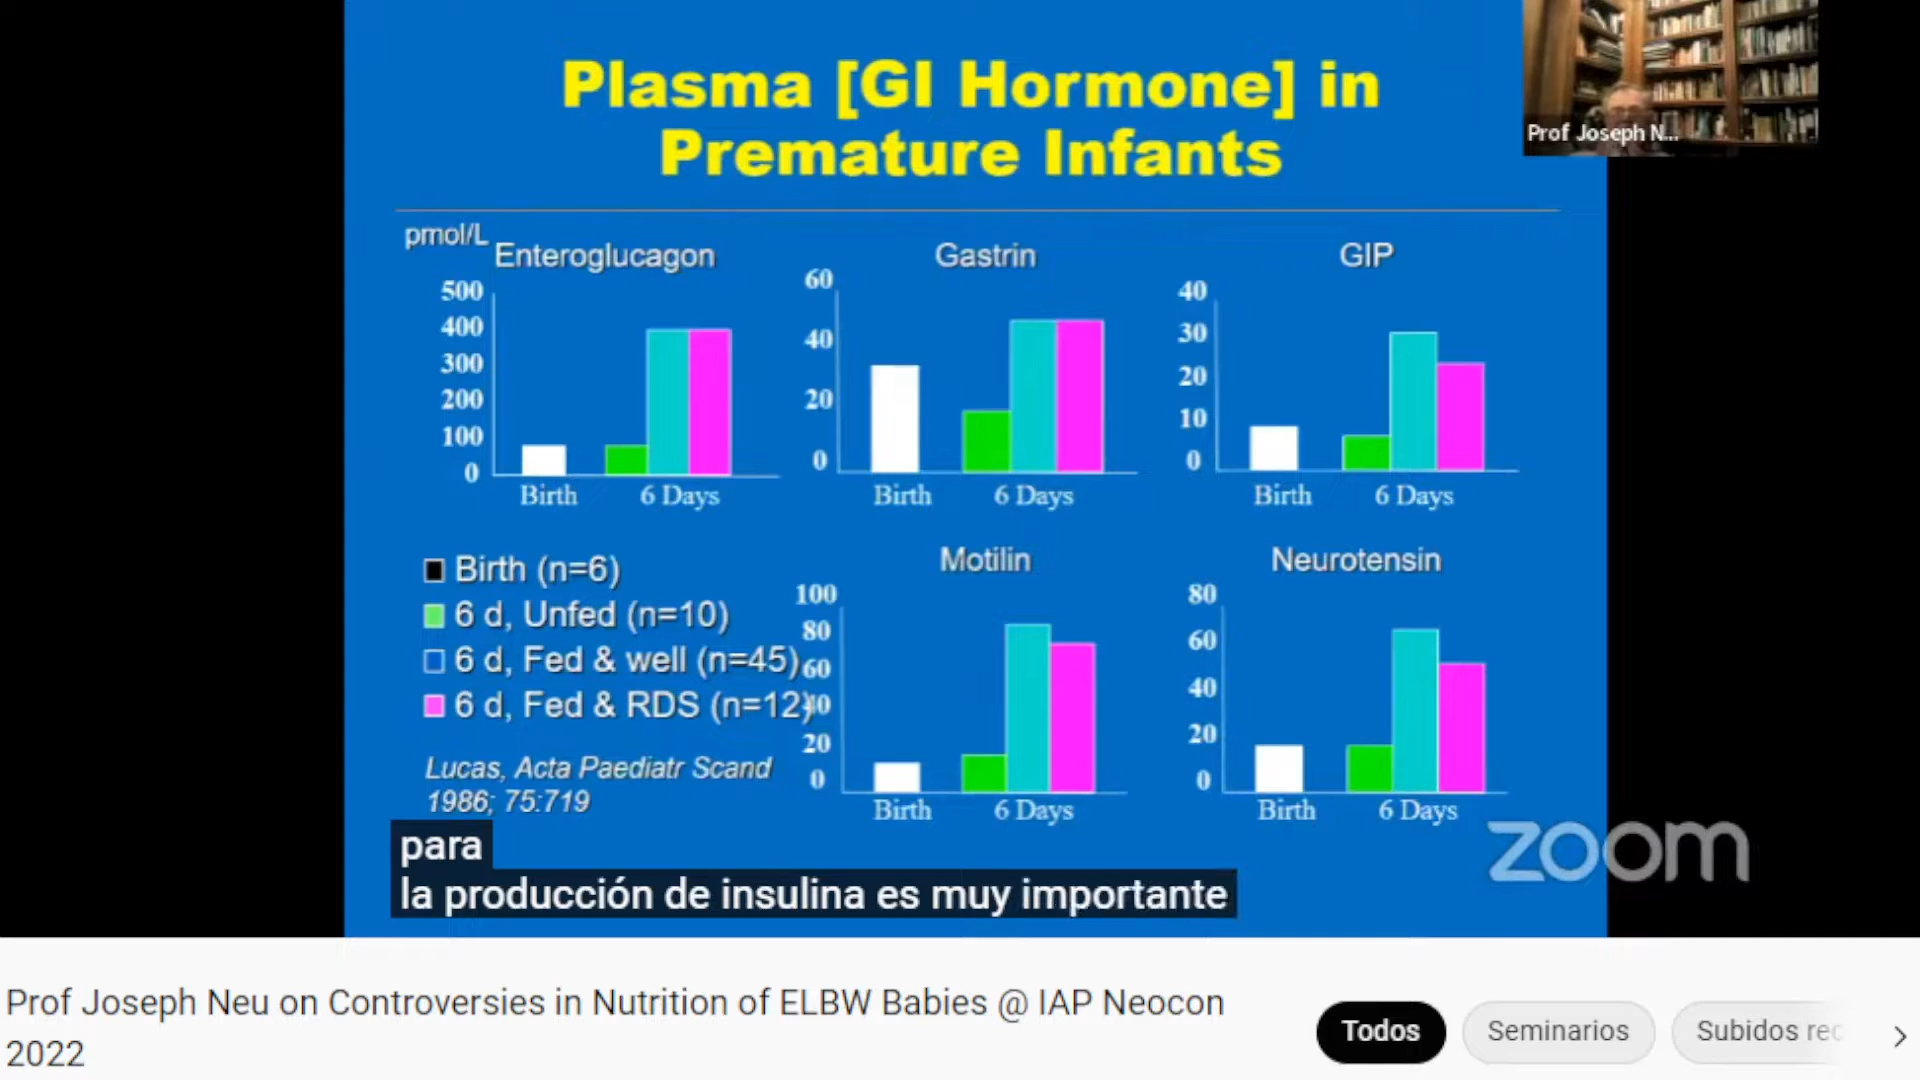 Plasma [GI Hormone] in
Premature Infants
Prof Joseph N...
pmol/L
Enteroglucagon
500
400
300
200
100
0
Birth
6 Days
Gastrin
60
40
20
0
Birth
6 Days
GIP
40
30
20
10
0
Birth
6 Days
Birth (n=6)
6 d, Unfed (n=10)
6 d, Fed & well (n=45)
6 d, Fed & RDS (n=12)
Lucas, Acta Paediatr Scand
1986; 75:719
Motilin
100
80
60
40
20
0
Birth
6 Days
Neurotensin
80
60
40
20
0
Birth
6 Days
zoom
para
la producción de insulina es muy importante
Prof Joseph Neu on Controversies in Nutrition of ELBW Babies @ IAP Neocon
2022
Todos
Seminarios
Subidos rec